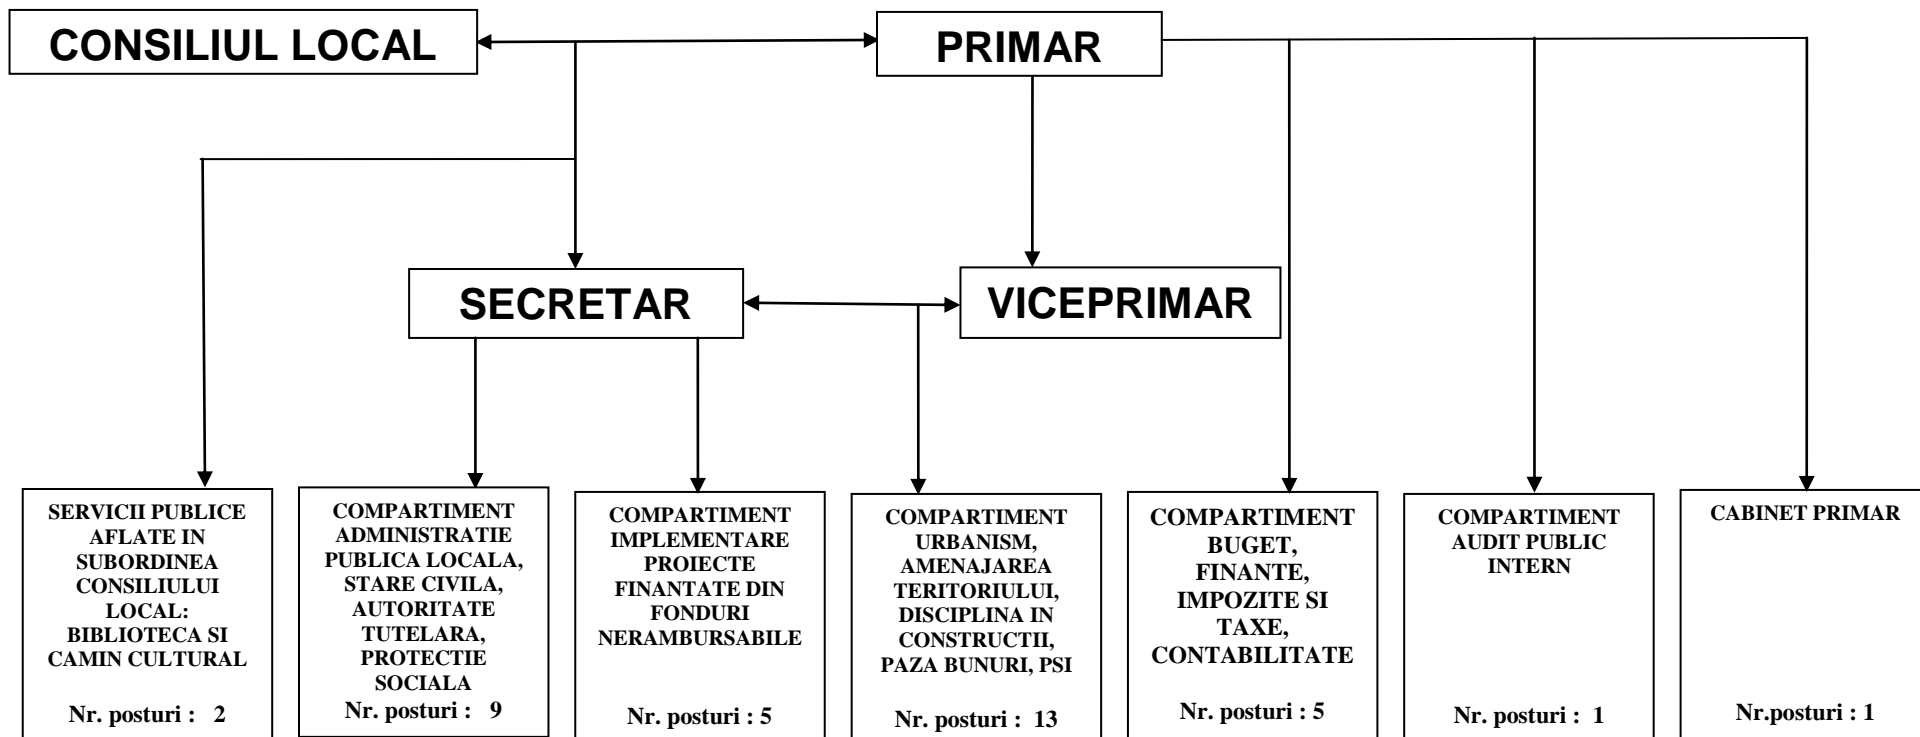 CONSILIUL LOCAL
PRIMAR
SECRETAR
VICEPRIMAR
SERVICII PUBLICE
AFLATE IN
SUBORDINEA
CONSILIULUI
LOCAL:
BIBLIOTECA SI
CAMIN CULTURAL
Nr. posturi : 2
COMPARTIMENT
ADMINISTRATIE
PUBLICA LOCALA,
STARE CIVILA,
AUTORITATE
TUTELARA,
PROTECTIE
SOCIALA
Nr. posturi : 9
COMPARTIMENT
IMPLEMENTARE
PROIECTE
FINANTATE DIN
FONDURI
NERAMBURSABILE
Nr. posturi : 5
COMPARTIMENT
URBANISM,
AMENAJAREA
TERITORIULUI,
DISCIPLINA IN
CONSTRUCTII,
PAZA BUNURI, PSI
Nr. posturi : 13
COMPARTIMENT
BUGET,
FINANTE,
IMPOZITE SI
TAXE,
CONTABILITATE
Nr. posturi : 5
COMPARTIMENT
AUDIT PUBLIC
INTERN
Nr. posturi : 1
CABINET PRIMAR
Nr.posturi : 1